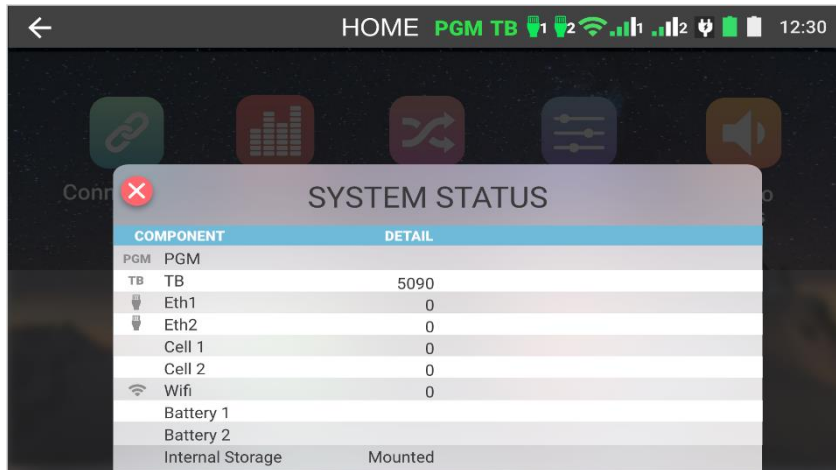 HOME PGM TB 1 2 1 2 12:30
Conn
o
s
SYSTEM STATUS
COMPONENT DETAIL
PGM PGM
TB TB 5090
Eth1 0
Eth2 0
Cell 1 0
Cell 2 0
Wifi 0
Battery 1
Battery 2
Internal Storage Mounted